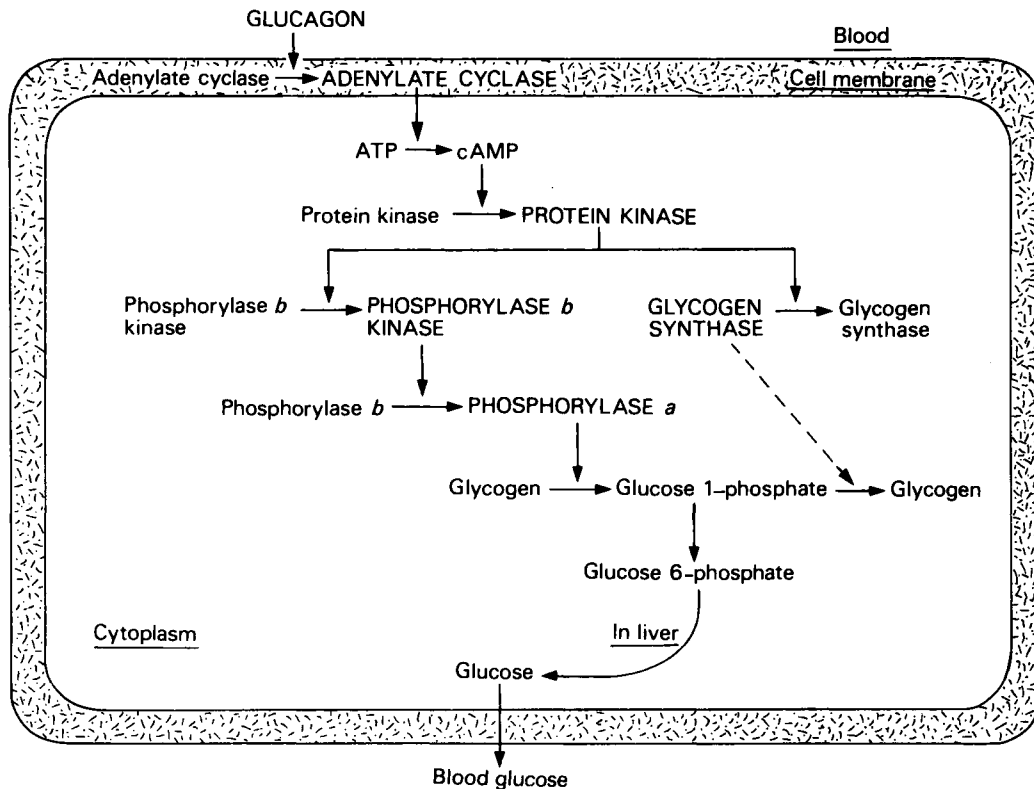 GLUCAGON
Blood
Adenylate cyclase ADENYLATE CYCLASE Cell membrane
ATP cAMP
Protein kinase PROTEIN KINASE
Phosphorylase b
kinase
PHOSPHORYLASE b
KINASE
GLYCOGEN
SYNTHASE
Glycogen
synthase
Phosphorylase b PHOSPHORYLASE a
Glycogen Glucose 1–phosphate Glycogen
Glucose 6–phosphate
Cytoplasm
In liver
Glucose
Blood glucose